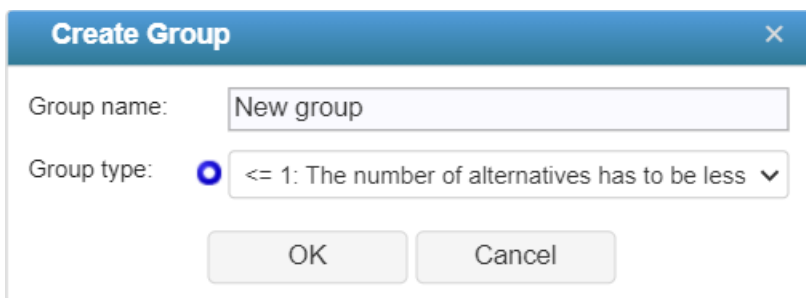 Create Group
Group name: New group
Group type: <= 1: The number of alternatives has to be less
OK Cancel